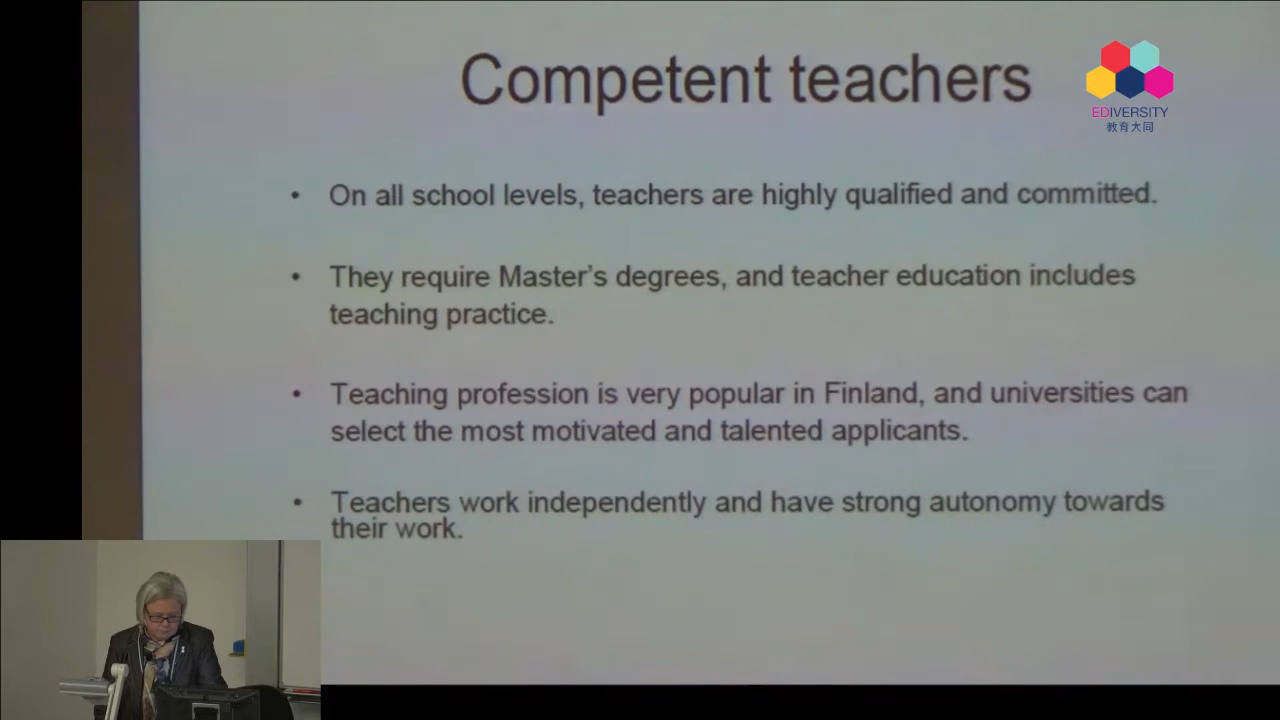 Competent teachers
EDIVERSITY
教育大同
• On all school levels, teachers are highly qualified and committed.
• They require Master's degrees, and teacher education includes
teaching practice.
• Teaching profession is very popular in Finland, and universities can
select the most motivated and talented applicants.
• Teachers work independently and have strong autonomy towards
their work.